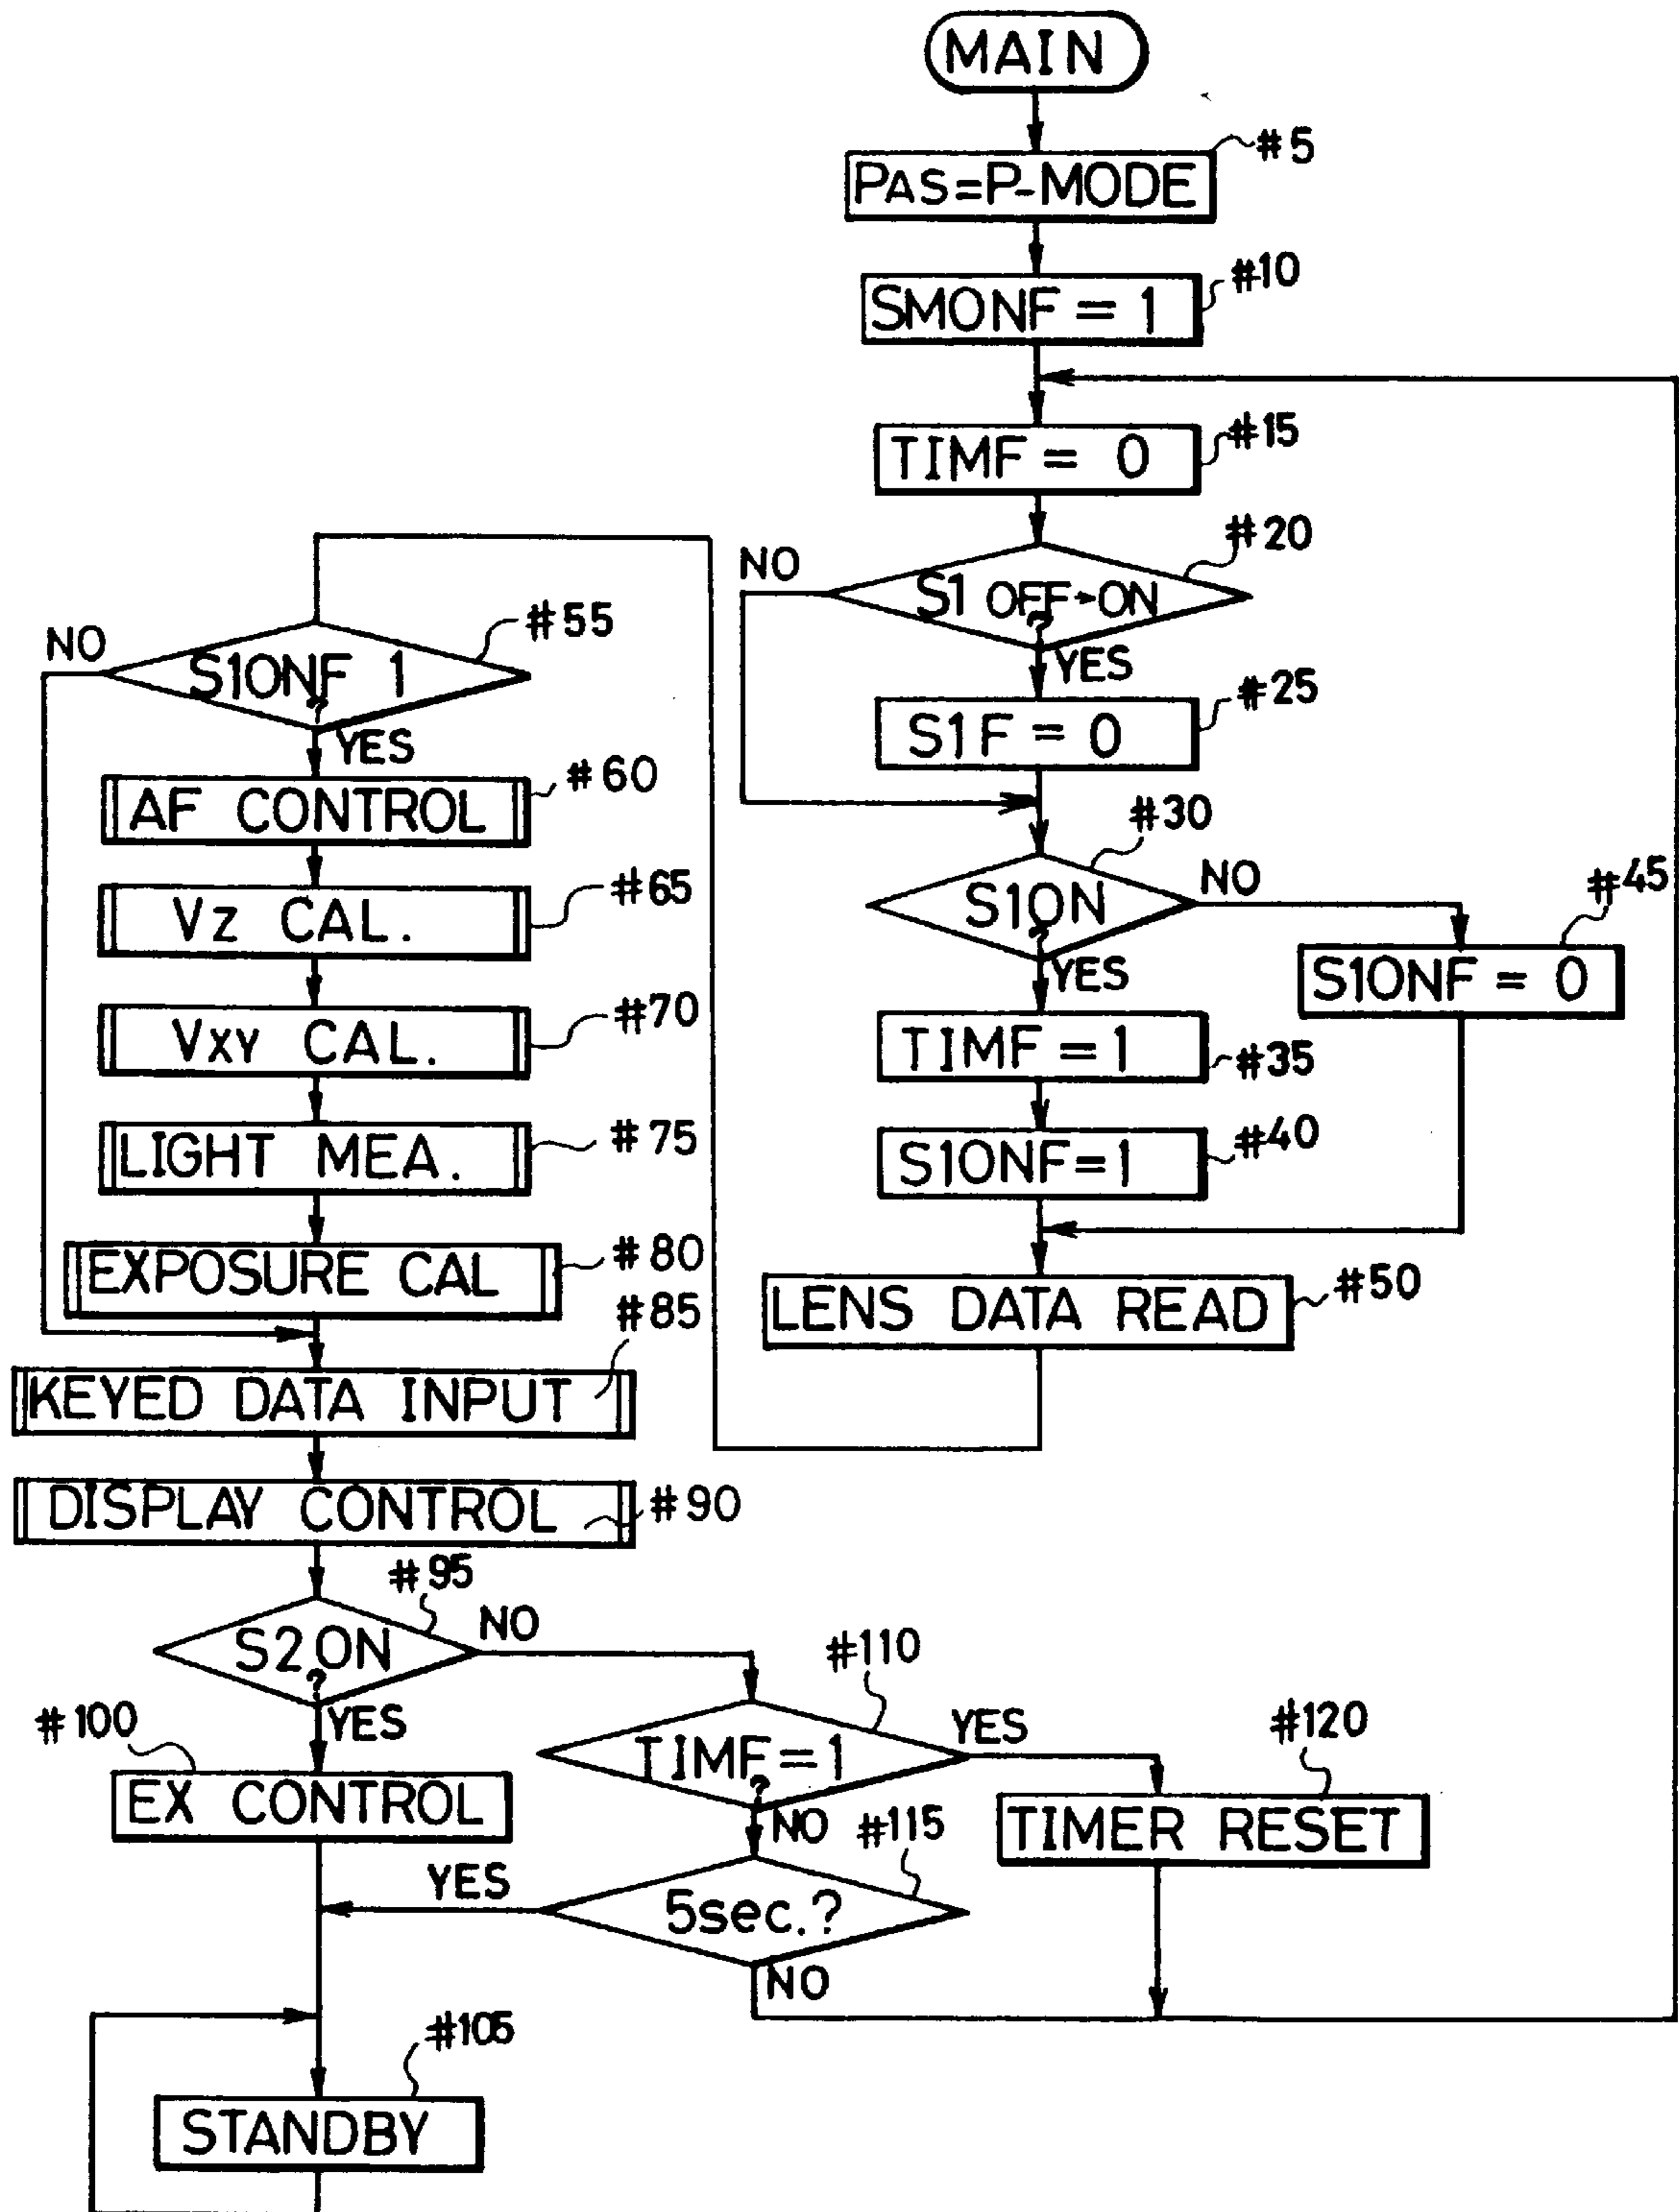 MAIN
PAS=P-MODE
#5
SMONF = 1
#10
TIMF = 0
#15
S1 OFF→ON
?
#20
NO
YES
S1F = 0
#25
S1ON
?
#30
NO
YES
S1ONF = 0
#45
TIMF = 1
#35
S1ONF=1
#40
LENS DATA READ
#50
S1ONF 1
?
#55
NO
YES
AF CONTROL
#60
Vz CAL.
#65
Vxy CAL.
#70
LIGHT MEA.
#75
EXPOSURE CAL
#80
KEYED DATA INPUT
#85
DISPLAY CONTROL
#90
S2 ON
?
#95
NO
YES
EX CONTROL
#100
TIMF=1
?
#110
YES
NO
TIMER RESET
#120
5sec.?
#115
YES
NO
STANDBY
#105